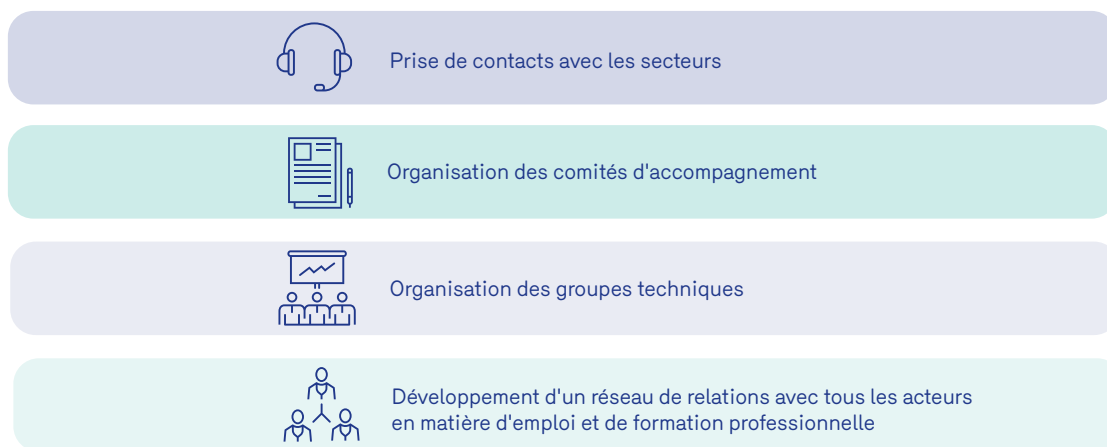 Prise de contacts avec les secteurs
Organisation des comités d'accompagnement
Organisation des groupes techniques
Développement d'un réseau de relations avec tous les acteurs
en matière d'emploi et de formation professionnelle